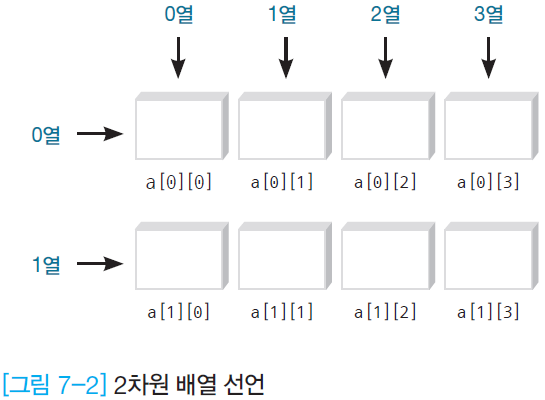 0열 1열 2열 3열
0열
a[0][0] a[0][1] a[0][2] a[0][3]
1열
a[1][0] a[1][1] a[1][2] a[1][3]
[그림 7-2] 2차원 배열 선언